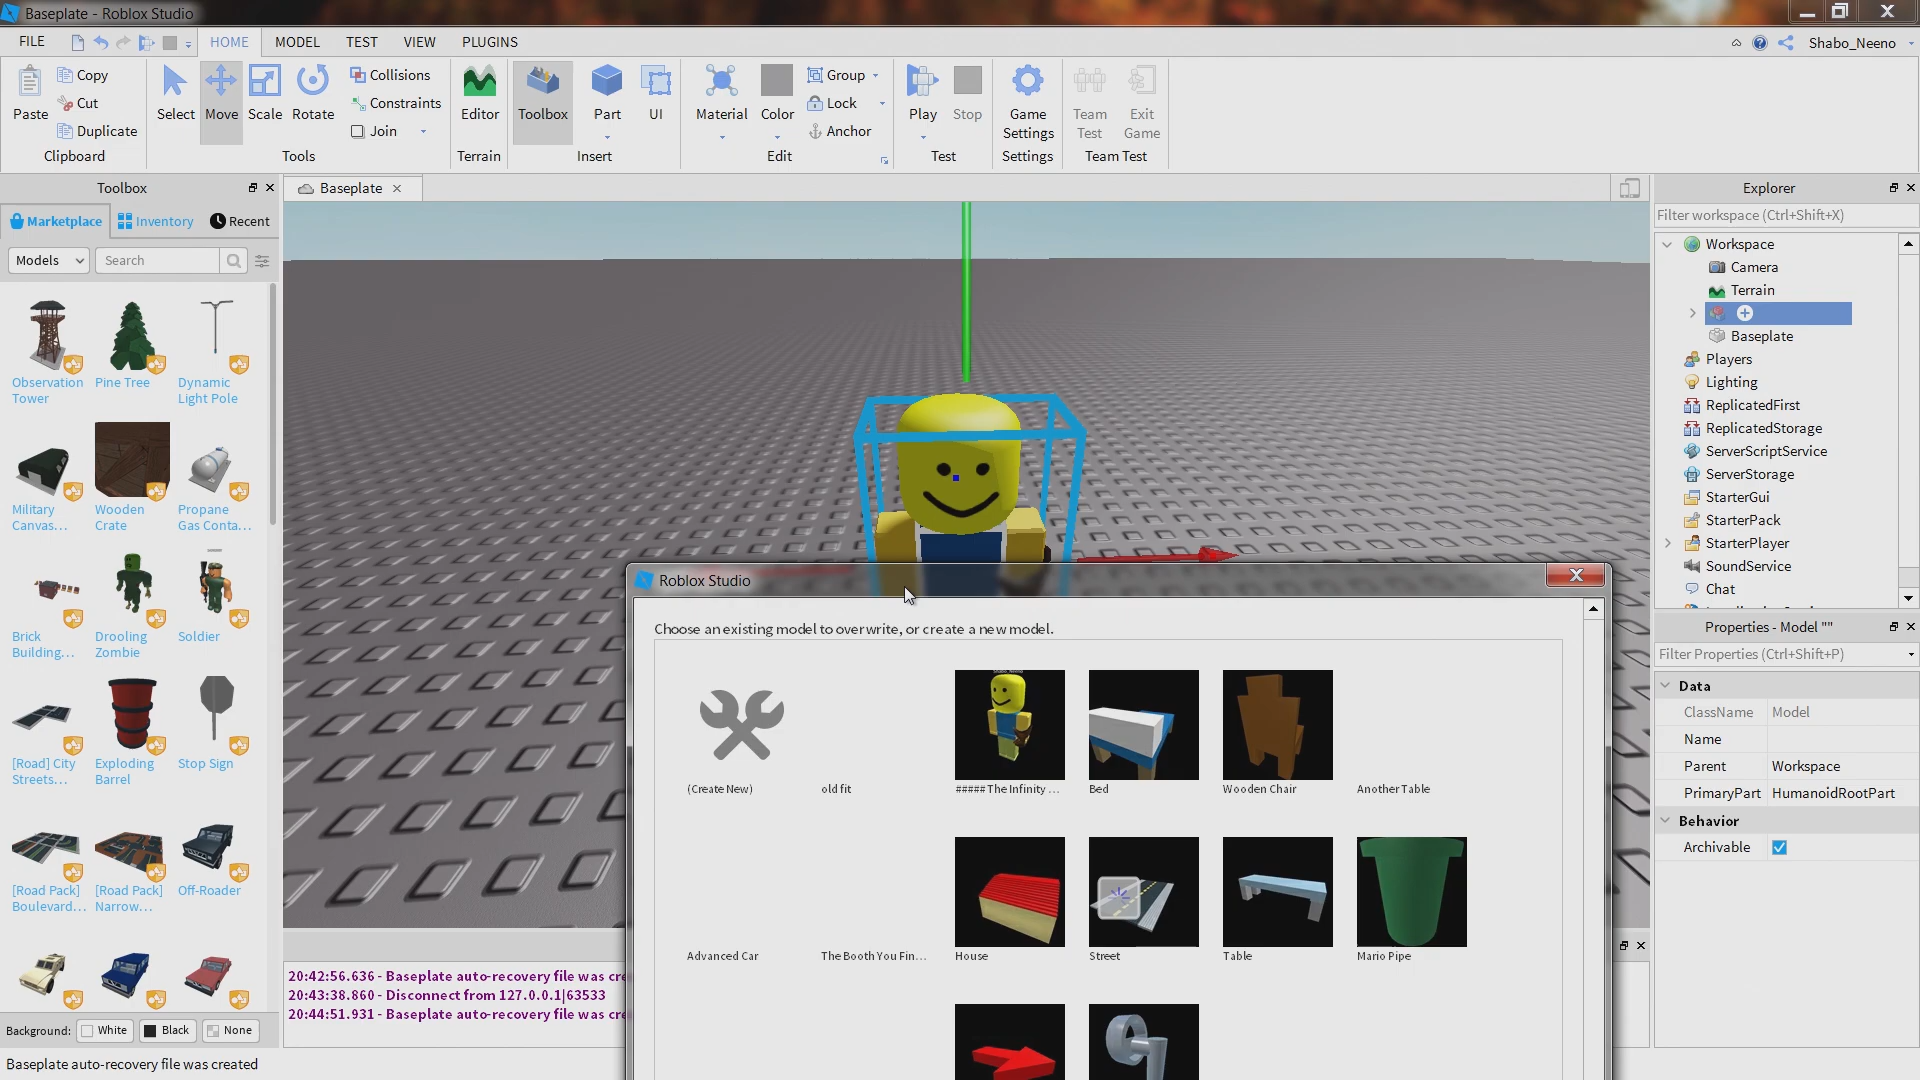 Baseplate - Roblox Studio
FILE
HOME
MODEL
TEST
VIEW
PLUGINS
Shabo_Neeno
Paste
Copy
Cut
Duplicate
Clipboard
Select
Move
Scale
Rotate
Collisions
Constraints
Join
Tools
Editor
Terrain
Toolbox
Part
UI
Insert
Material
Color
Group
Lock
Anchor
Edit
Play
Stop
Test
Game
Settings
Settings
Team
Test
Exit
Game
Team Test
Toolbox
Marketplace
Inventory
Recent
Models
Search
Observation
Tower
Pine Tree
Dynamic
Light Pole
Military
Canvas...
Wooden
Crate
Propane
Gas Conta...
Brick
Building...
Drooling
Zombie
Soldier
[Road] City
Streets...
Exploding
Barrel
Stop Sign
[Road Pack]
Boulevard...
[Road Pack]
Narrow...
Off-Roader
Background:
White
Black
None
Baseplate auto-recovery file was created
Baseplate
20:42:56.636 - Baseplate auto-recovery file was cre
20:43:38.860 - Disconnect from 127.0.0.1|63533
20:44:51.931 - Baseplate auto-recovery file was cre
Roblox Studio
Choose an existing model to overwrite, or create a new model.
(Create New)
old fit
##### The Infinity ...
Bed
Wooden Chair
Another Table
Advanced Car
The Booth You Fin...
House
Street
Table
Mario Pipe
Explorer
Filter workspace (Ctrl+Shift+X)
Workspace
Camera
Terrain
Baseplate
Players
Lighting
ReplicatedFirst
ReplicatedStorage
ServerScriptService
ServerStorage
StarterGui
StarterPack
StarterPlayer
SoundService
Chat
Properties - Model ""
Filter Properties (Ctrl+Shift+P)
Data
ClassName Model
Name
Parent Workspace
PrimaryPart HumanoidRootPart
Behavior
Archivable